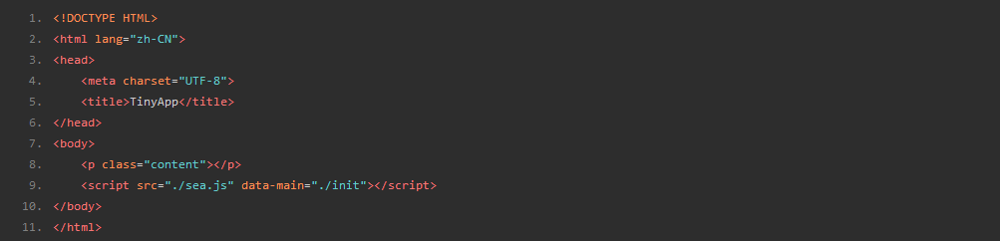 1. <!DOCTYPE HTML>
2. <html lang="zh-CN">
3. <head>
4.     <meta charset="UTF-8">
5.     <title>TinyApp</title>
6. </head>
7. <body>
8.     <p class="content"></p>
9.     <script src="./sea.js" data-main="./init"></script>
10. </body>
11. </html>